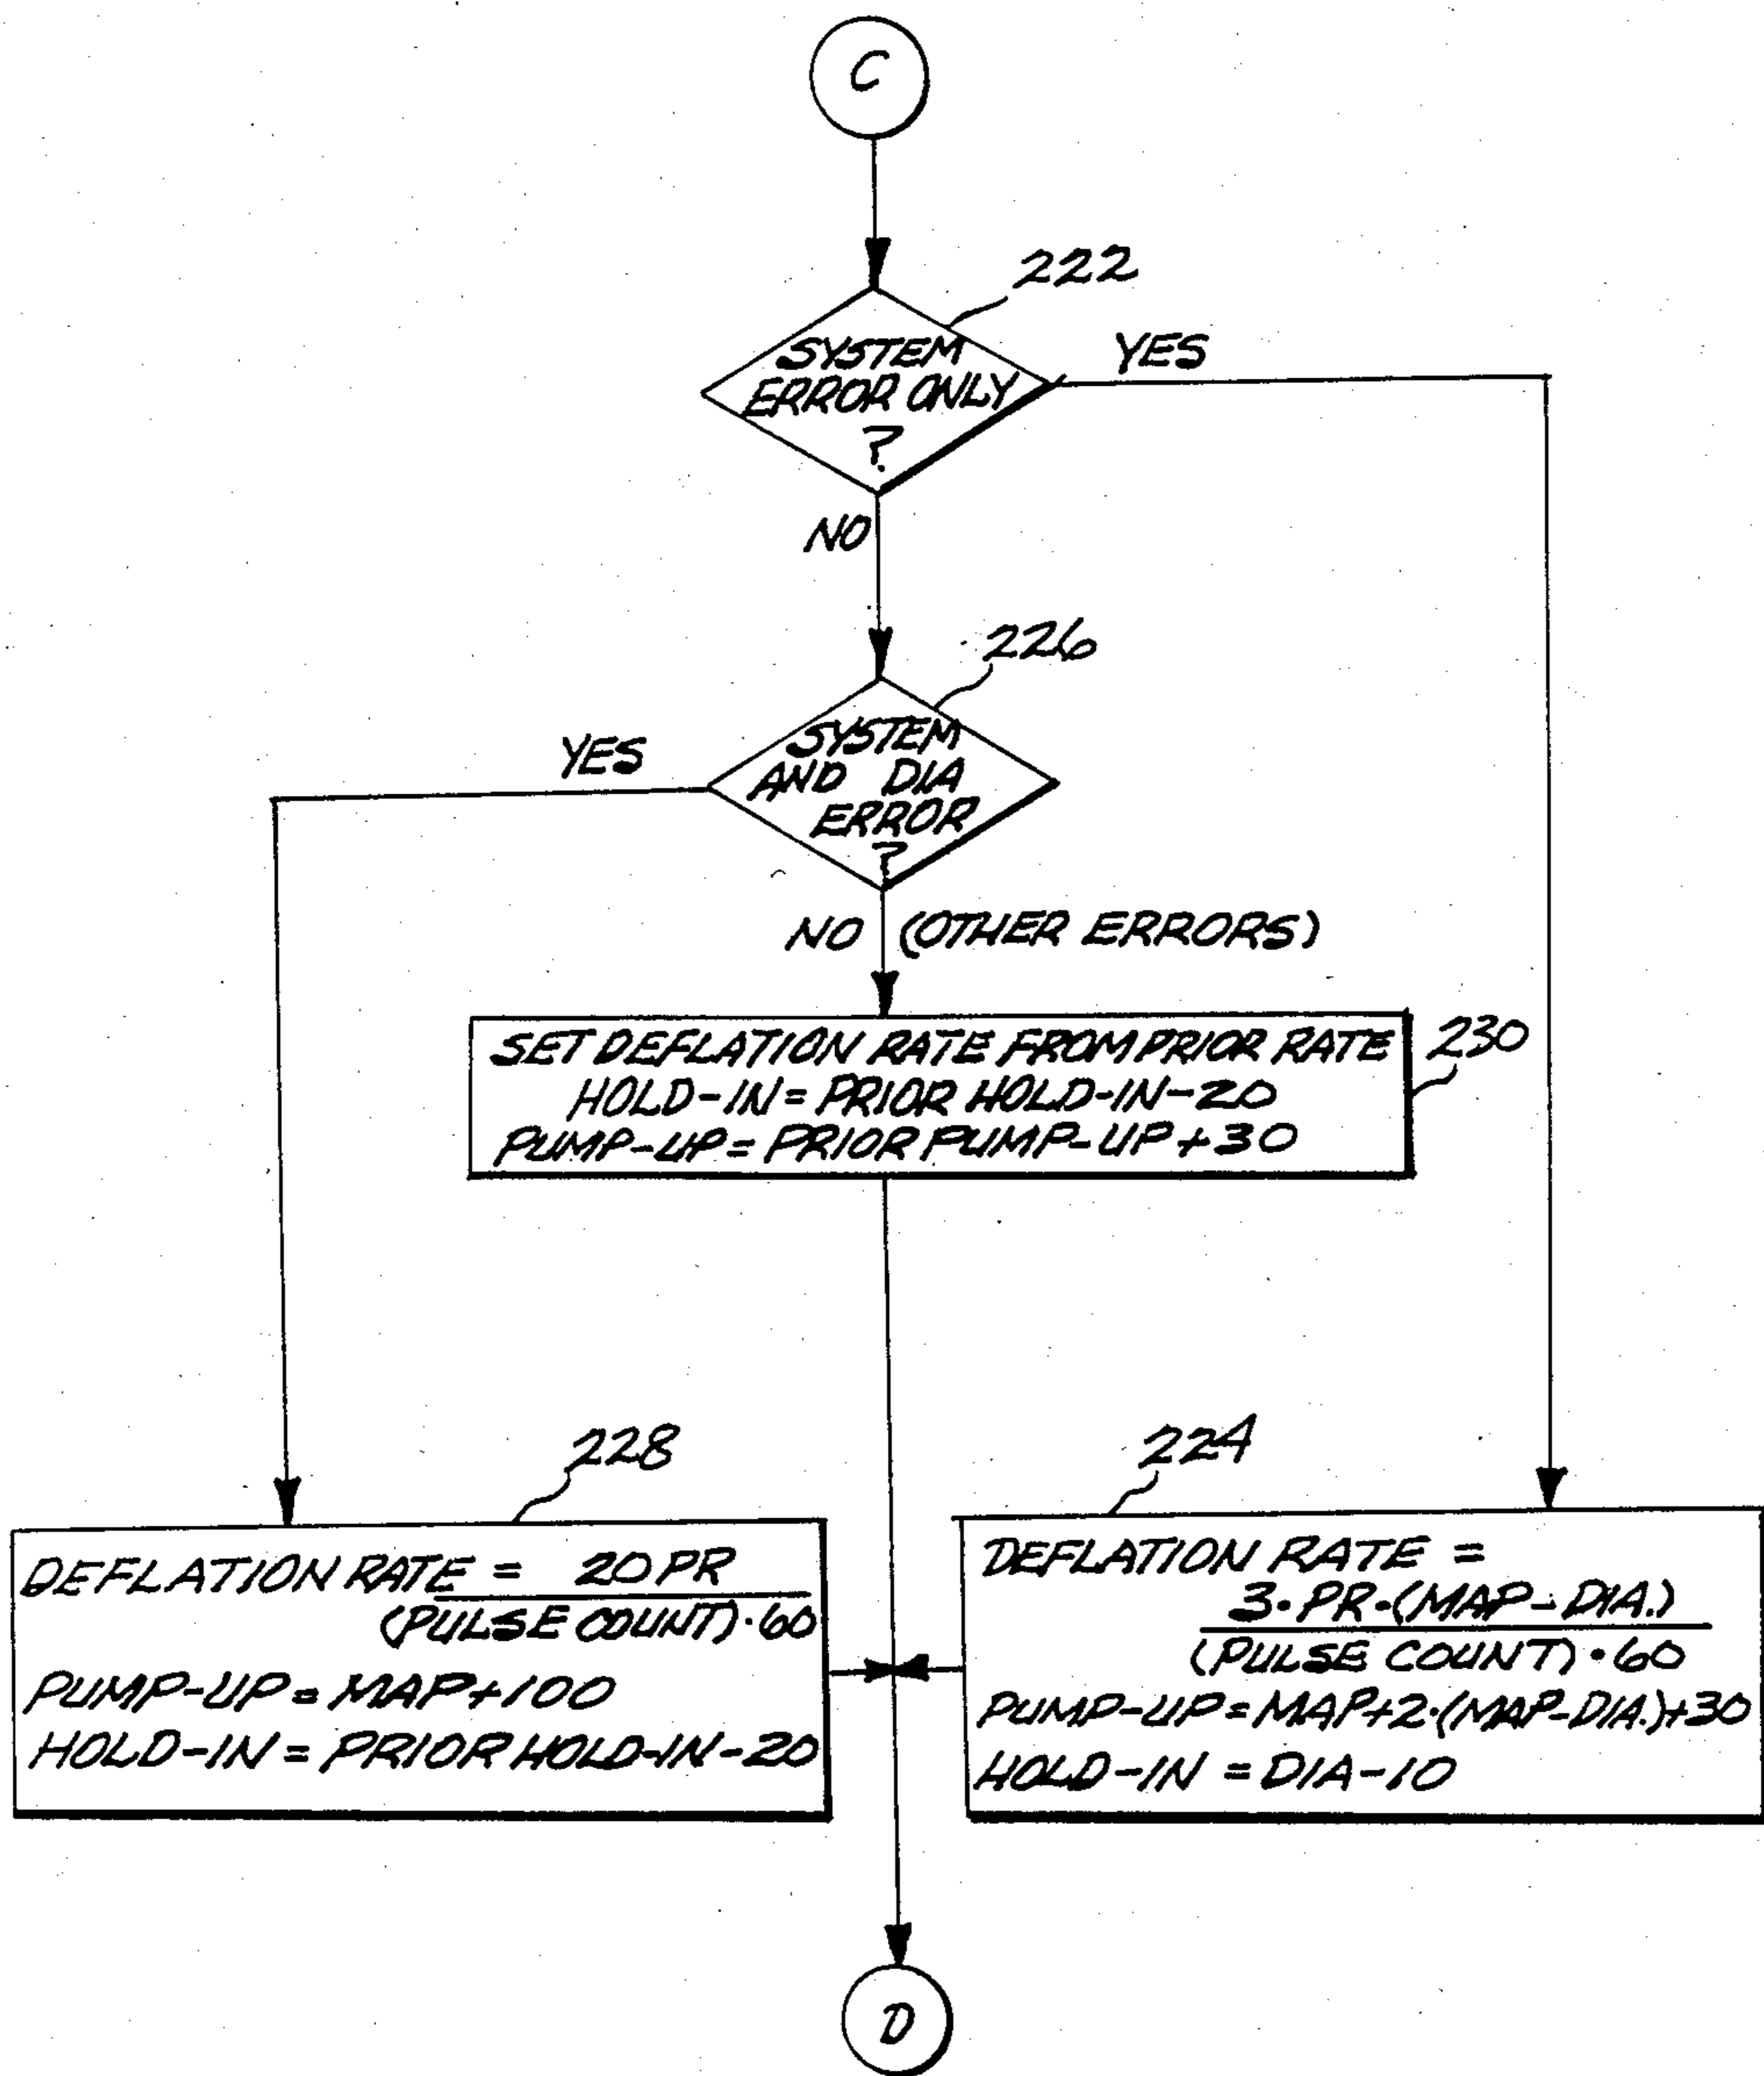 C
222
SYSTEM
ERROR ONLY
?
YES
NO
226
SYSTEM
AND DIA
ERROR
?
YES
NO (OTHER ERRORS)
230
SET DEFLATION RATE FROM PRIOR RATE
HOLD-IN = PRIOR HOLD-IN-20
PUMP-UP = PRIOR PUMP-UP +30
228
DEFLATION RATE = 20 PR
(PULSE COUNT)·60
PUMP-UP = MAP+100
HOLD-IN = PRIOR HOLD-IN-20
224
DEFLATION RATE =
3·PR·(MAP-DIA.)
(PULSE COUNT)·60
PUMP-UP = MAP+2·(MAP-DIA.)+30
HOLD-IN = DIA-10
D